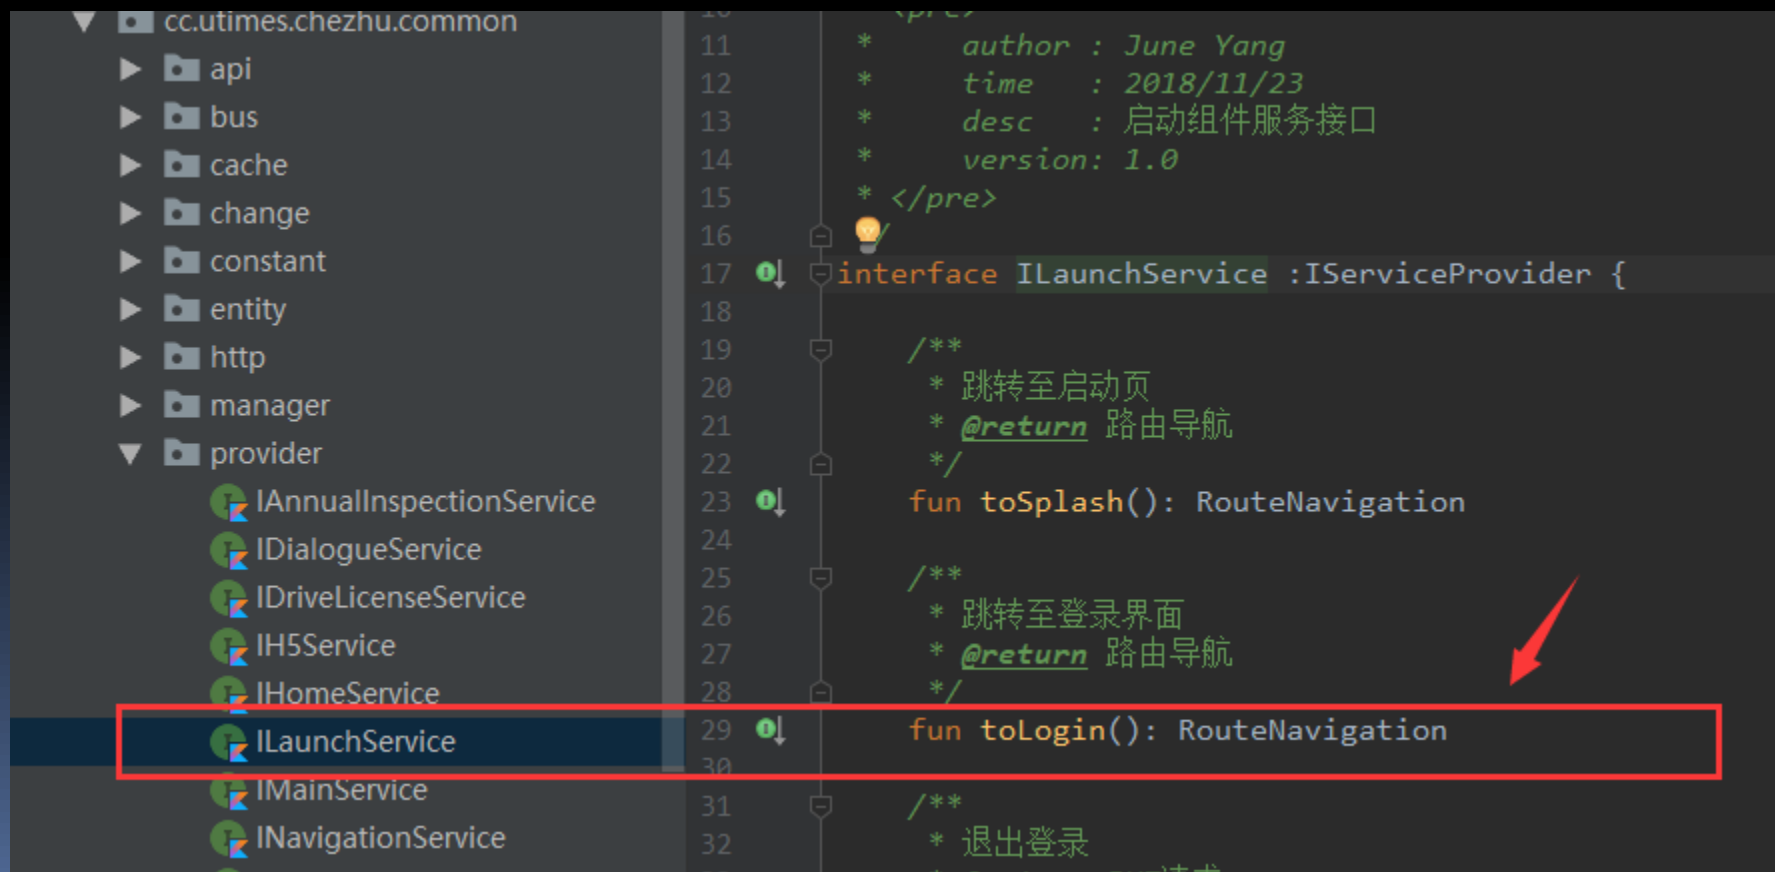 cc.utimes.chezhu.common
api
bus
cache
change
constant
entity
http
manager
provider
IAnnualInspectionService
IDialogueService
IDriveLicenseService
IH5Service
IHomeService
ILaunchService
IMainService
INavigationService
10 <pre>
11 * author : June Yang
12 * time : 2018/11/23
13 * desc : 启动组件服务接口
14 * version: 1.0
15 * </pre>
16 /
17 interface ILaunchService :IServiceProvider {
18
19 /**
20 * 跳转至启动页
21 * @return 路由导航
22 */
23 fun toSplash(): RouteNavigation
24
25 /**
26 * 跳转至登录界面
27 * @return 路由导航
28 */
29 fun toLogin(): RouteNavigation
30
31 /**
32 * 退出登录